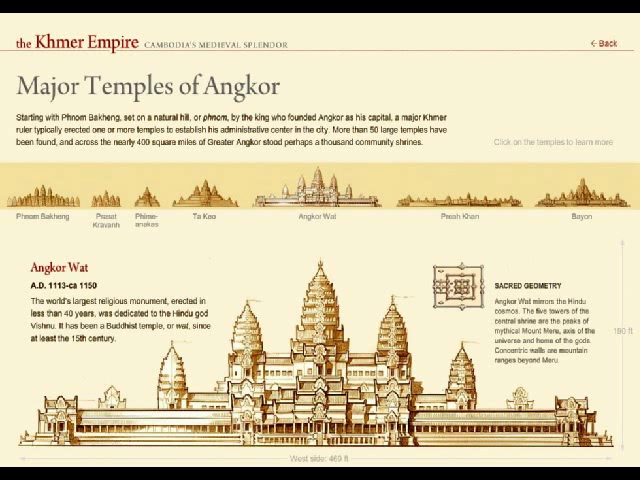 the Khmer Empire CAMBODIA'S MEDIEVAL SPLENDOR
< Back
Major Temples of Angkor
Starting with Phnom Bakheng, set on a natural hill, or phnom, by the king who founded Angkor as his capital, a major Khmer
ruler typically erected one or more temples to establish his administrative center in the city. More than 50 large temples have
been found, and across the nearly 400 square miles of Greater Angkor stood perhaps a thousand community shrines.
Click on the temples to learn more
Phnom Bakheng
Prasat
Kravanh
Phime-
anakas
Ta Keo
Angkor Wat
Preah Khan
Bayon
Angkor Wat
A.D. 1113-ca 1150
The world's largest religious monument, erected in
less than 40 years, was dedicated to the Hindu god
Vishnu. It has been a Buddhist temple, or wat, since
at least the 15th century.
SACRED GEOMETRY
Angkor Wat mirrors the Hindu
cosmos. The five towers of the
central shrine are the peaks of
mythical Mount Meru, axis of the
universe and home of the gods.
Concentric walls are mountain
ranges beyond Meru.
190 ft
West side: 469 ft